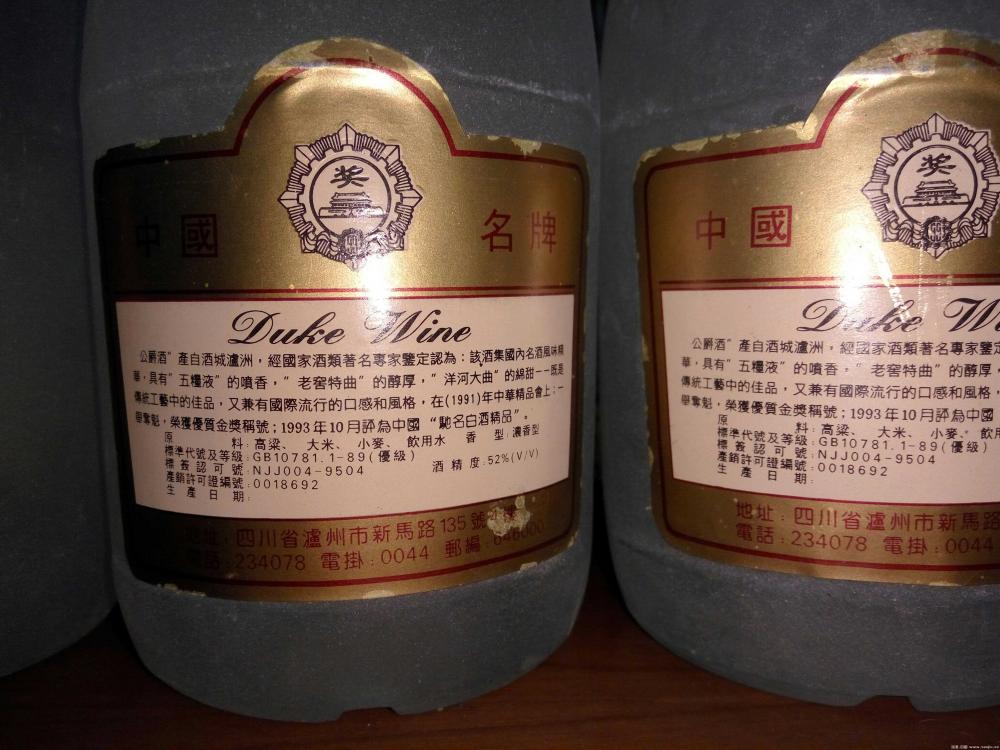 奖
中國 名牌
Duke Wine
公爵酒”產自酒城瀘洲，經國家酒類著名專家鑒定認為：該酒集國內名酒風味精
華，具有“五糧液”的噴香，“老窖特曲”的醇厚，“洋河大曲”的綿甜－－既是
傳統工藝中的佳品，又兼有國際流行的口感和風格，在(1991)年中華精品會上：一
舉奪魁，榮獲優質金獎稱號；1993年10月評為中國“馳名白酒精品”。
原 料：高粱、大米、小麥、飲用水 香 型：濃香型
標準代號及等級：GB10781.1-89(優級)
標簽認可號：NJJ004-9504 酒精度：52%(V/V)
產銷許可證編號：0018692
生產日期：
地址：四川省瀘州市新馬路135號
電話：234078 電掛：0044 郵編：646000
奖
中國
Duke
公爵酒”產自酒城瀘洲，經國家酒類著名專家鑒定
華，具有“五糧液”的噴香，“老窖特曲”的醇厚，
傳統工藝中的佳品，又兼有國際流行的口感和風格，
舉奪魁，榮獲優質金獎稱號；1993年10月評為中國
原 料：高粱、大米、小麥、飲用
標準代號及等級：GB10781.1-89(優級)
標簽認可號：NJJ004-9504
產銷許可證編號：0018692
生產日期：
地址：四川省瀘州市新馬路
電話：234078 電掛：0044